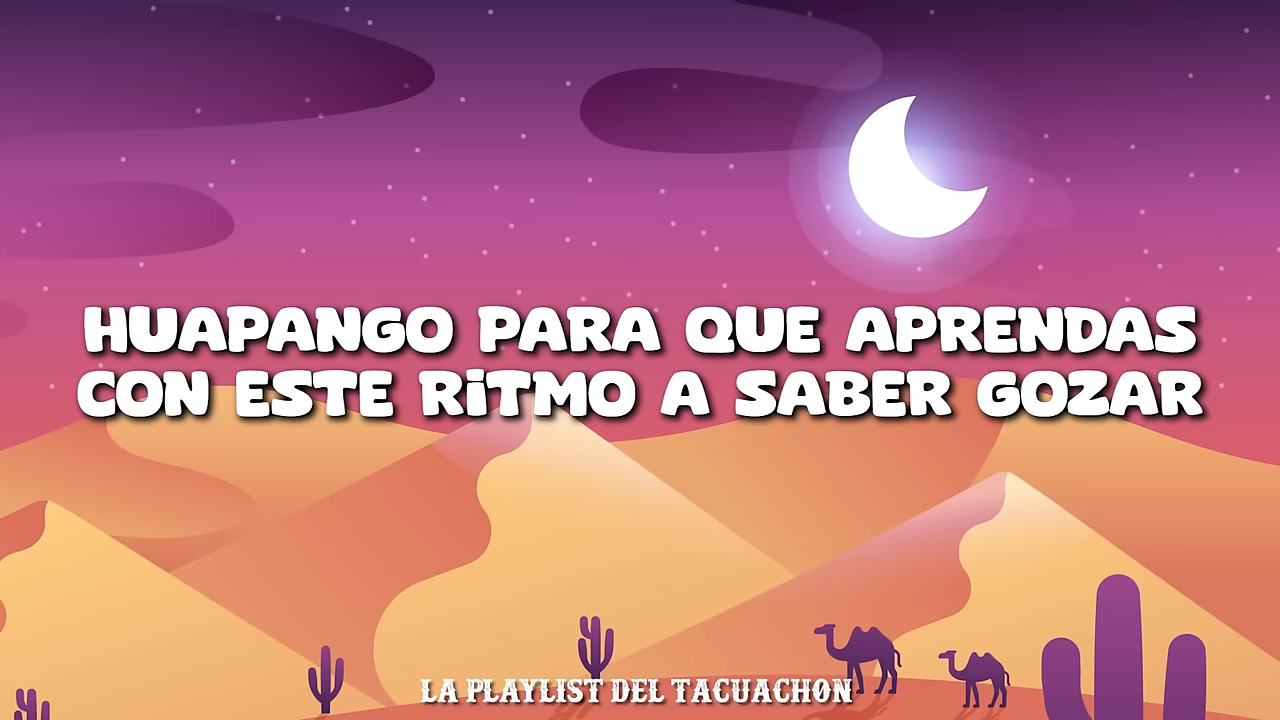 HUAPANGO PARA QUE APRENDAS
CON ESTE RiTMO A SABER GOZAR
LA PLAYLIST DEL TACUACHON